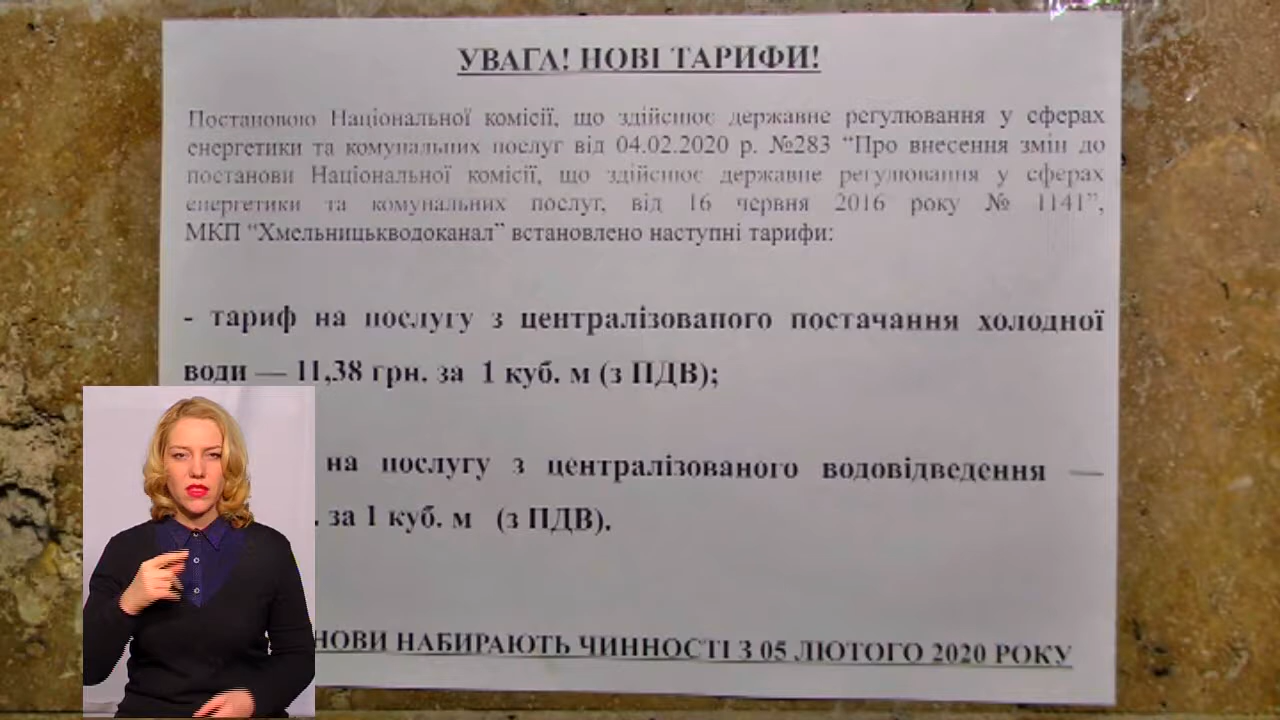 УВАГА! НОВІ ТАРИФИ!
Постановою Національної комісії, що здійснює державне регулювання у сферах
енергетики та комунальних послуг від 04.02.2020 р. №283 “Про внесення змін до
постанови Національної комісії, що здійснює державне регулювання у сферах
енергетики та комунальних послуг, від 16 червня 2016 року № 1141”,
МКП “Хмельницькводоканал” встановлено наступні тарифи:
- тариф на послугу з централізованого постачання холодної
води — 11,38 грн. за 1 куб. м (з ПДВ);
на послугу з централізованого водовідведення —
. за 1 куб. м (з ПДВ).
НОВИ НАБИРАЮТЬ ЧИННОСТІ З 05 ЛЮТОГО 2020 РОКУ